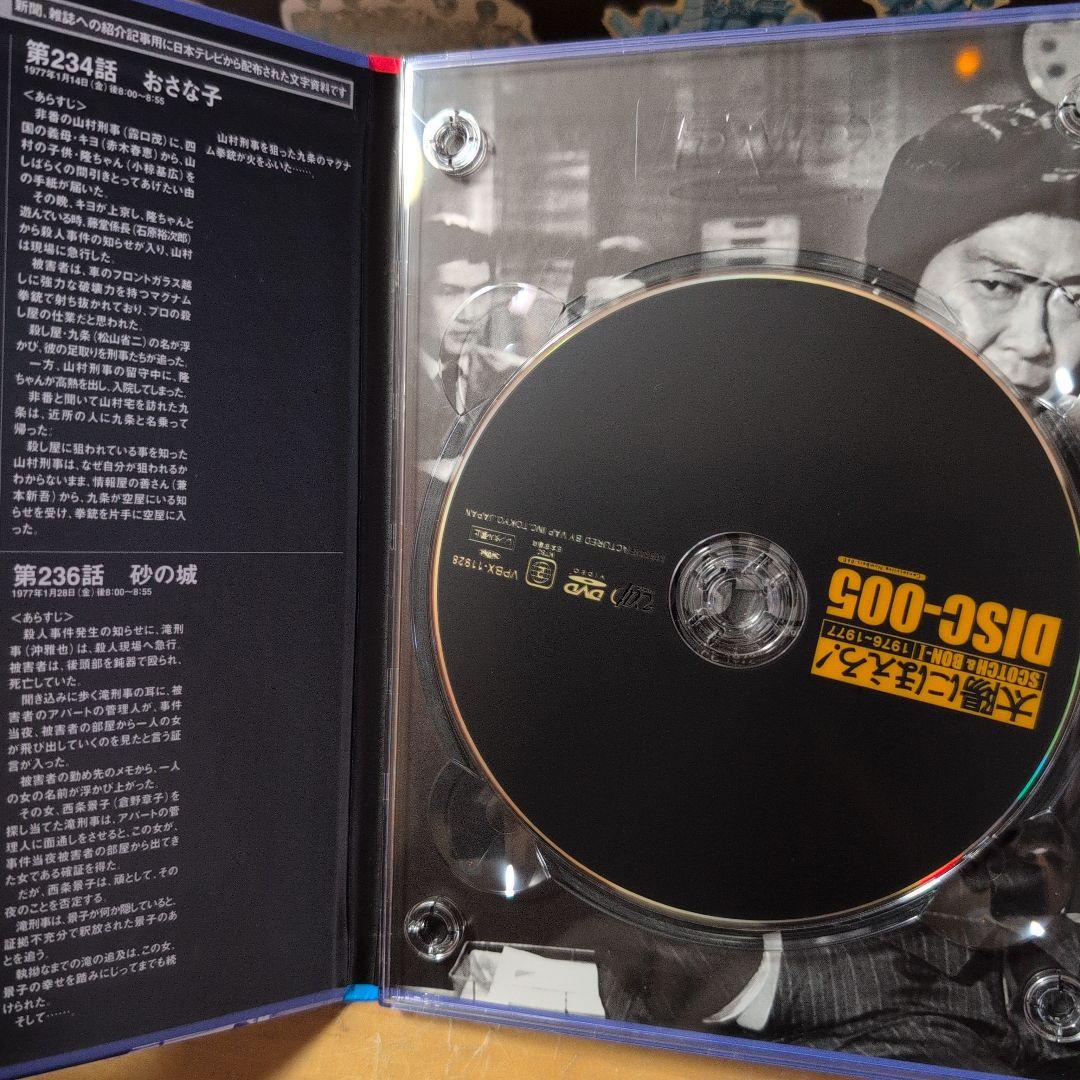 新聞、雑誌への紹介記事用に日本テレビから配布された文字資料です
第234話 おさな子
1977年1月14日(金)後8:00〜8:55
<あらすじ>
非番の山村刑事(露口茂)に、四
国の義母・キヨ(赤木春恵)から、山
村の子供・隆ちゃん(小椋基広)を
しばらくの間引きとってあげたい由
の手紙が届いた。
その晩、キヨが上京し、隆ちゃんと
遊んでいる時、藤堂係長(石原裕次郎)
から殺人事件の知らせが入り、山村
は現場に急行した。
被害者は、車のフロントガラス越
しに強力な破壊力を持つマグナム
拳銃で射ち抜かれており、プロの殺
し屋の仕業だと思われた。
殺し屋・九条(松山省二)の名が浮
かび、彼の足取りを刑事たちが追った。
一方、山村刑事の留守中に、隆
ちゃんが高熱を出し、入院してしまった。
非番と聞いて山村宅を訪れた九
条は、近所の人に九条と名乗って
帰った。
殺し屋に狙われている事を知った
山村刑事は、なぜ自分が狙われるか
わからないまま、情報屋の善さん(兼
本新吾)から、九条が空屋にいる知
らせを受け、拳銃を片手に空屋に入
った。
山村刑事を狙った九条のマグナ
ム拳銃が火をふいた……。
第236話 砂の城
1977年1月28日(金)後8:00〜8:55
<あらすじ>
殺人事件発生の知らせに、滝刑
事(沖雅也)は、殺人現場へ急行。
被害者は、後頭部を鈍器で殴られ、
死亡していた。
聞き込みに歩く滝刑事の耳に、被
害者のアパートの管理人が、事件
当夜、被害者の部屋から一人の女
が飛び出していくのを見たと言う証
言が入った。
被害者の勤め先のメモから、一人
の女の名前が浮かび上がった。
その女、西条景子(倉野章子)を
探し当てた滝刑事は、アパートの管
理人に面通しをさせると、この女が、
事件当夜被害者の部屋から出てき
た女である確証を得た。
だが、西条景子は、頑として、その
夜のことを否定する。
滝刑事は、景子が何か隠していると、
証拠不充分で釈放された景子のあ
とを追う。
執拗なまでの滝の追及は、この女、
景子の幸せを踏みにじってまでも続
けられた。
そして……。
太陽にほえろ!
SCOTCH & BON-I 1976~1977
DISC-005
DVD
VIDEO
vap
2
NTSC
日本市場向
レンタル禁止
VPBX-11928
MANUFACTURED BY VAP INC.TOKYO,JAPAN